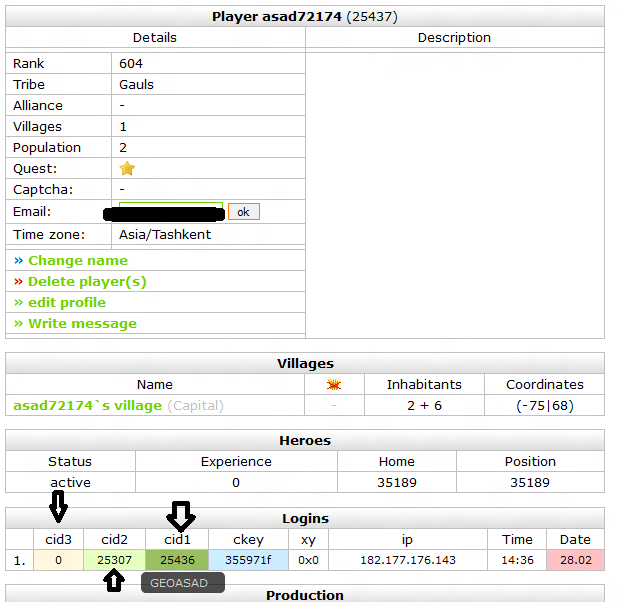 Player asad72174 (25437)
Details Description
Rank 604
Tribe Gauls
Alliance -
Villages 1
Population 2
Quest:
Captcha: -
Email: ok
Time zone: Asia/Tashkent
» Change name
» Delete player(s)
» edit profile
» Write message
Villages
Name Inhabitants Coordinates
asad72174`s village (Capital) - 2 + 6 (-75|68)
Heroes
Status Experience Home Position
active 0 35189 35189
Logins
cid3 cid2 cid1 ckey xy ip Time Date
1. 0 25307 25436 355971f 0x0 182.177.176.143 14:36 28.02
GEOASAD
Production